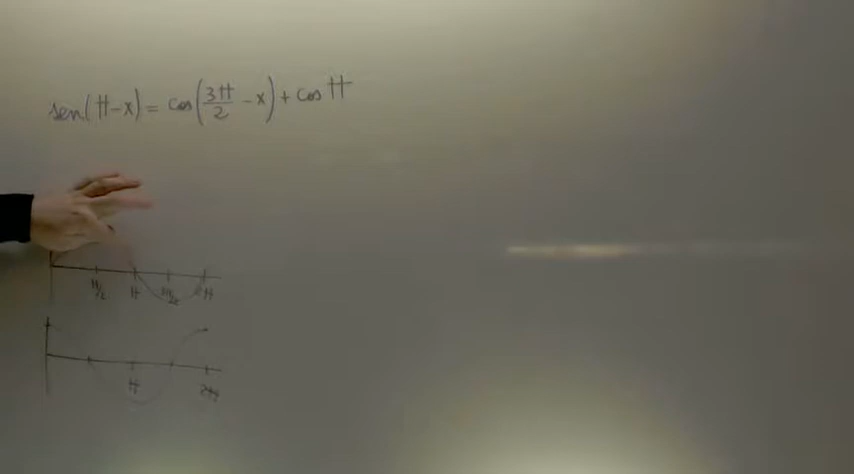 sen(π-x) = cos(3π/2 - x) + cos π
π/2 π 3π/2 2π
π 2π